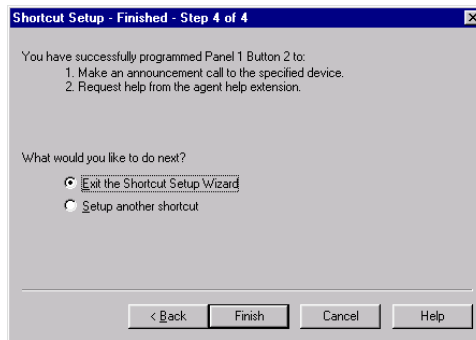 Shortcut Setup - Finished - Step 4 of 4
You have successfully programmed Panel 1 Button 2 to:
1. Make an announcement call to the specified device.
2. Request help from the agent help extension.
What would you like to do next?
Exit the Shortcut Setup Wizard
Setup another shortcut
< Back Finish Cancel Help